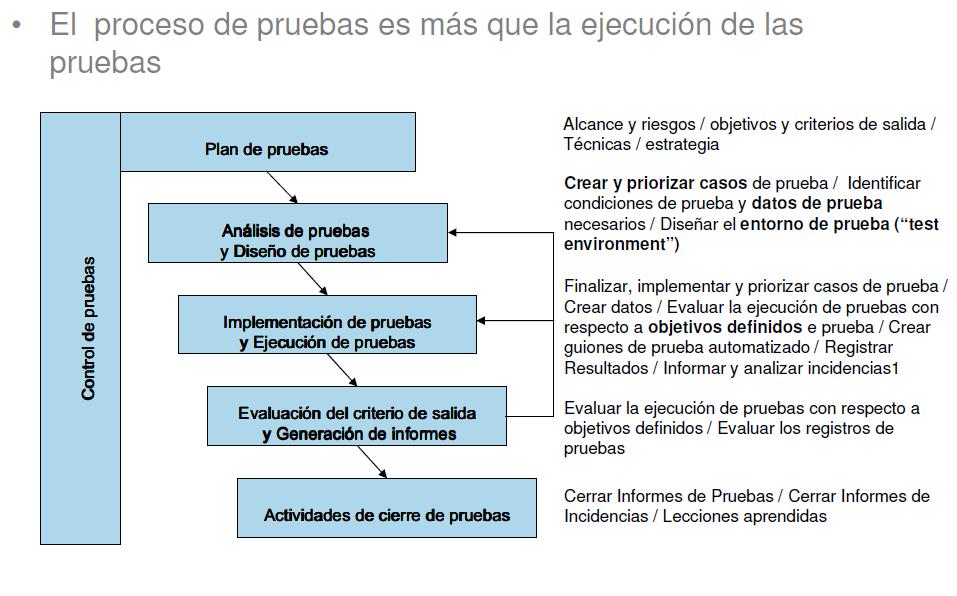 • El proceso de pruebas es más que la ejecución de las
pruebas
Control de pruebas
Plan de pruebas
Alcance y riesgos / objetivos y criterios de salida /
Técnicas / estrategia
Análisis de pruebas
y Diseño de pruebas
Crear y priorizar casos de prueba / Identificar
condiciones de prueba y datos de prueba
necesarios / Diseñar el entorno de prueba (“test
environment”)
Implementación de pruebas
y Ejecución de pruebas
Finalizar, implementar y priorizar casos de prueba /
Crear datos / Evaluar la ejecución de pruebas con
respecto a objetivos definidos e prueba / Crear
guiones de prueba automatizado / Registrar
Resultados / Informar y analizar incidencias1
Evaluación del criterio de salida
y Generación de informes
Evaluar la ejecución de pruebas con respecto a
objetivos definidos / Evaluar los registros de
pruebas
Actividades de cierre de pruebas
Cerrar Informes de Pruebas / Cerrar Informes de
Incidencias / Lecciones aprendidas